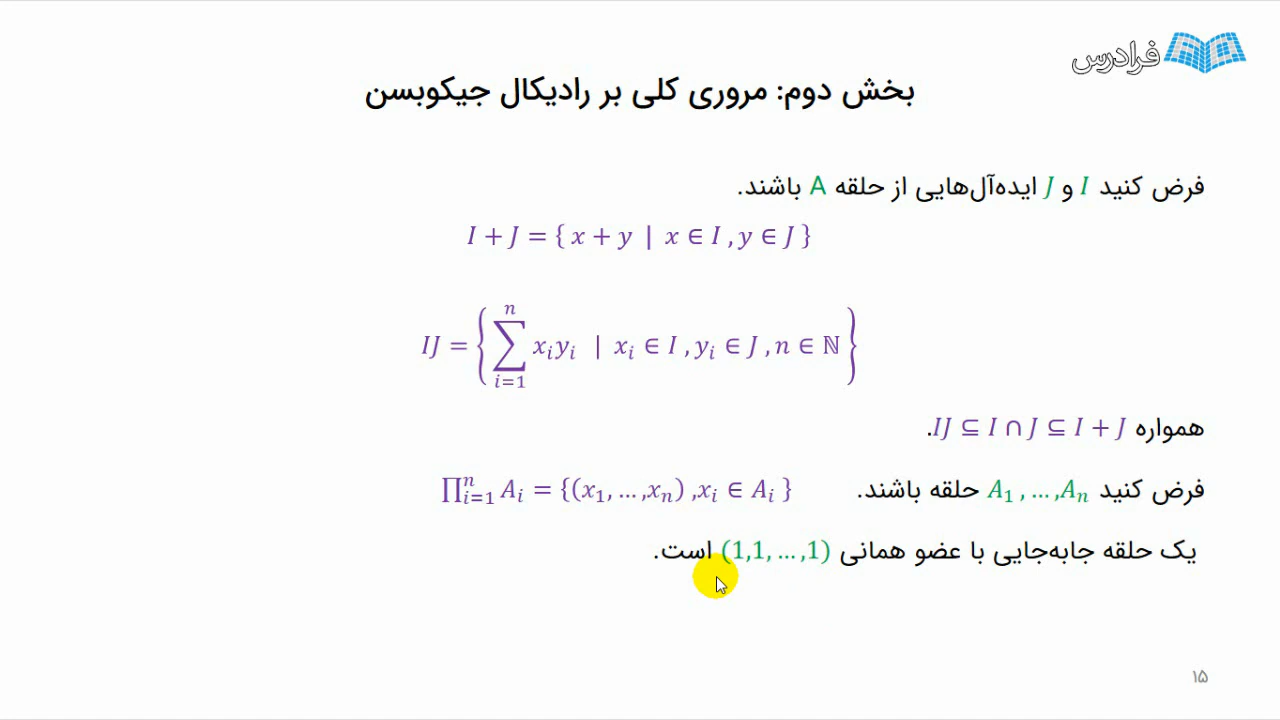 فرادرس
بخش دوم: مروری کلی بر رادیکال جیکوبسن
فرض کنید I و J ایده‌آل‌هایی از حلقه A باشند.
I + J = { x + y | x ∈ I , y ∈ J }
IJ = { ∑_{i=1}^{n} x_i y_i | x_i ∈ I , y_i ∈ J , n ∈ ℕ }
همواره IJ ⊆ I ∩ J ⊆ I + J.
فرض کنید A_1 , … , A_n حلقه باشند. ∏_{i=1}^{n} A_i = {(x_1, … , x_n) , x_i ∈ A_i }
یک حلقه جابه‌جایی با عضو همانی (1,1, … ,1) است.
۱۵